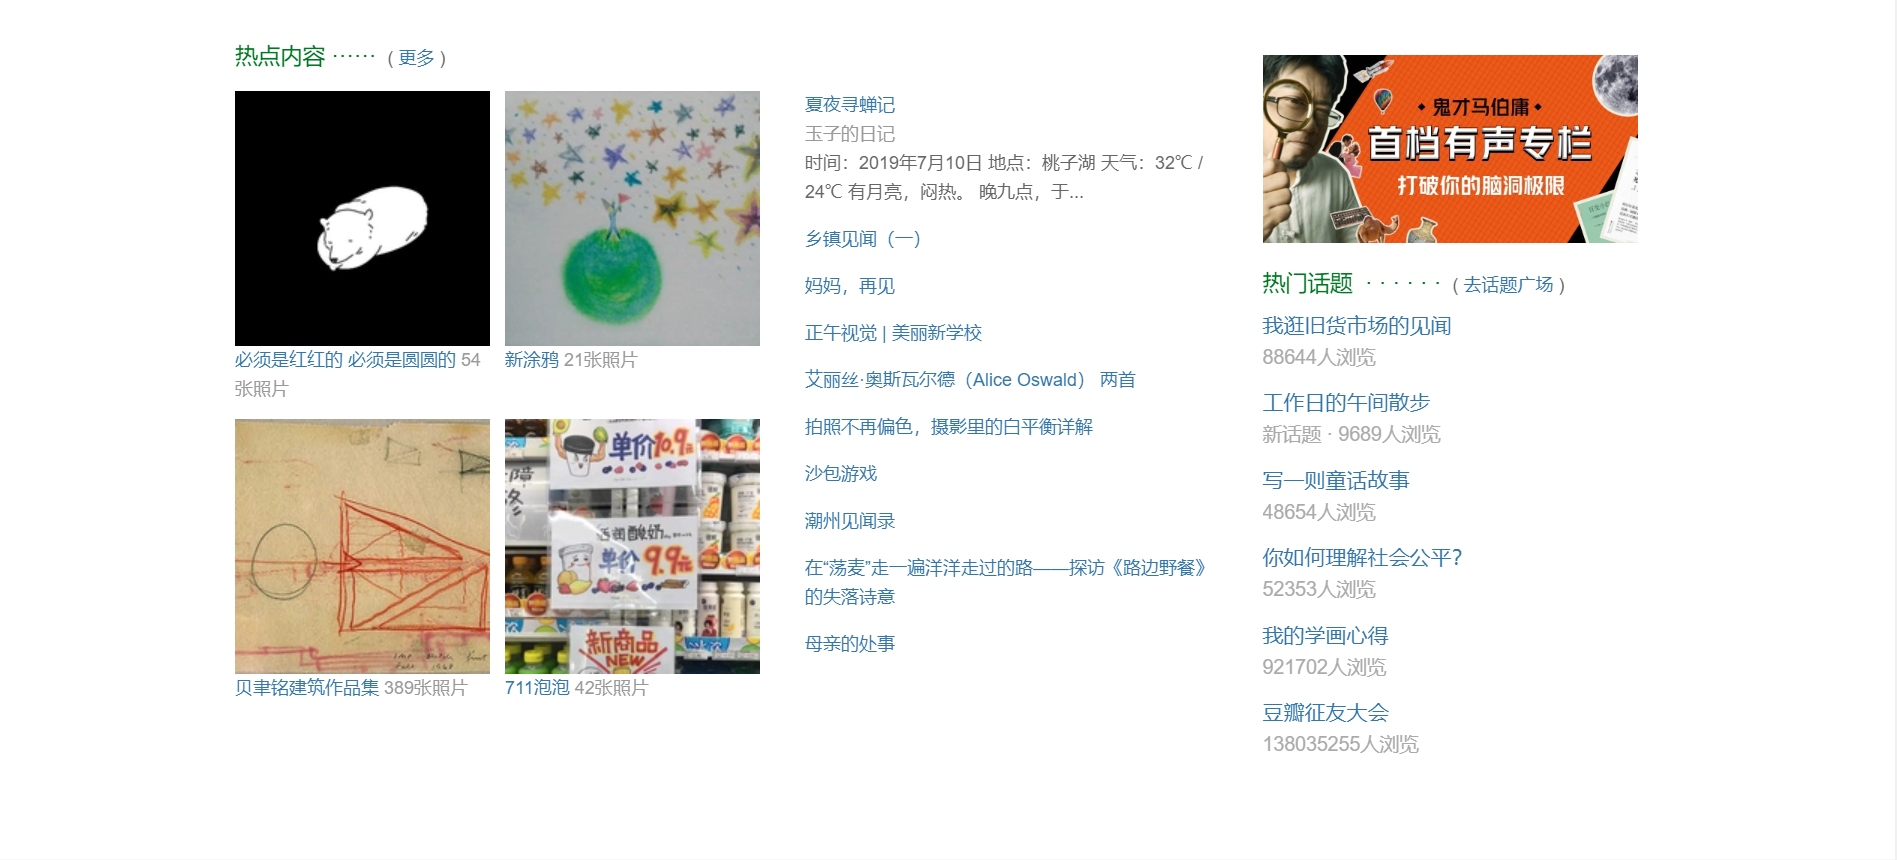 热点内容 ······ ( 更多 )
必须是红红的 必须是圆圆的 54
张照片
新涂鸦 21张照片
单价10.9元
酸奶
单价 9.9元
新商品
NEW
贝聿铭建筑作品集 389张照片
711泡泡 42张照片
夏夜寻蝉记
玉子的日记
时间：2019年7月10日 地点：桃子湖 天气：32℃ /
24℃ 有月亮，闷热。 晚九点，于...
乡镇见闻（一）
妈妈，再见
正午视觉 | 美丽新学校
艾丽丝·奥斯瓦尔德（Alice Oswald） 两首
拍照不再偏色，摄影里的白平衡详解
沙包游戏
潮州见闻录
在“荡麦”走一遍洋洋走过的路——探访《路边野餐》
的失落诗意
母亲的处事
鬼才马伯庸
首档有声专栏
打破你的脑洞极限
热门话题 · · · · · · ( 去话题广场 )
我逛旧货市场的见闻
88644人浏览
工作日的午间散步
新话题 · 9689人浏览
写一则童话故事
48654人浏览
你如何理解社会公平？
52353人浏览
我的学画心得
921702人浏览
豆瓣征友大会
138035255人浏览